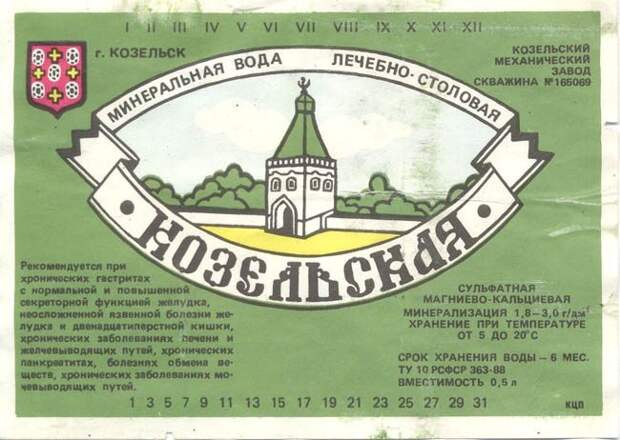 I II III IV V VI VII VIII IX X XI XII
г. КОЗЕЛЬСК
КОЗЕЛЬСКИЙ
МЕХАНИЧЕСКИЙ
ЗАВОД
СКВАЖИНА №165069
МИНЕРАЛЬНАЯ ВОДА ЛЕЧЕБНО-СТОЛОВАЯ
• КОЗЕЛЬСКАЯ •
Рекомендуется при
хронических гастритах
с нормальной и повышенной
секреторной функцией желудка,
неосложненной язвенной болезни же-
лудка и двенадцатиперстной кишки,
хронических заболеваниях печени и
желчевыводящих путей, хронических
панкреатитах, болезнях обмена ве-
ществ, хронических заболеваниях мо-
чевыводящих путей.
СУЛЬФАТНАЯ
МАГНИЕВО-КАЛЬЦИЕВАЯ
МИНЕРАЛИЗАЦИЯ 1,8-3,0 г/дм³
ХРАНЕНИЕ ПРИ ТЕМПЕРАТУРЕ
ОТ 5 ДО 20°С
СРОК ХРАНЕНИЯ ВОДЫ – 6 МЕС.
ТУ 10 РСФСР 363-88
ВМЕСТИМОСТЬ 0,5 л
1 3 5 7 9 11 13 15 17 19 21 23 25 27 29 31
КЦП